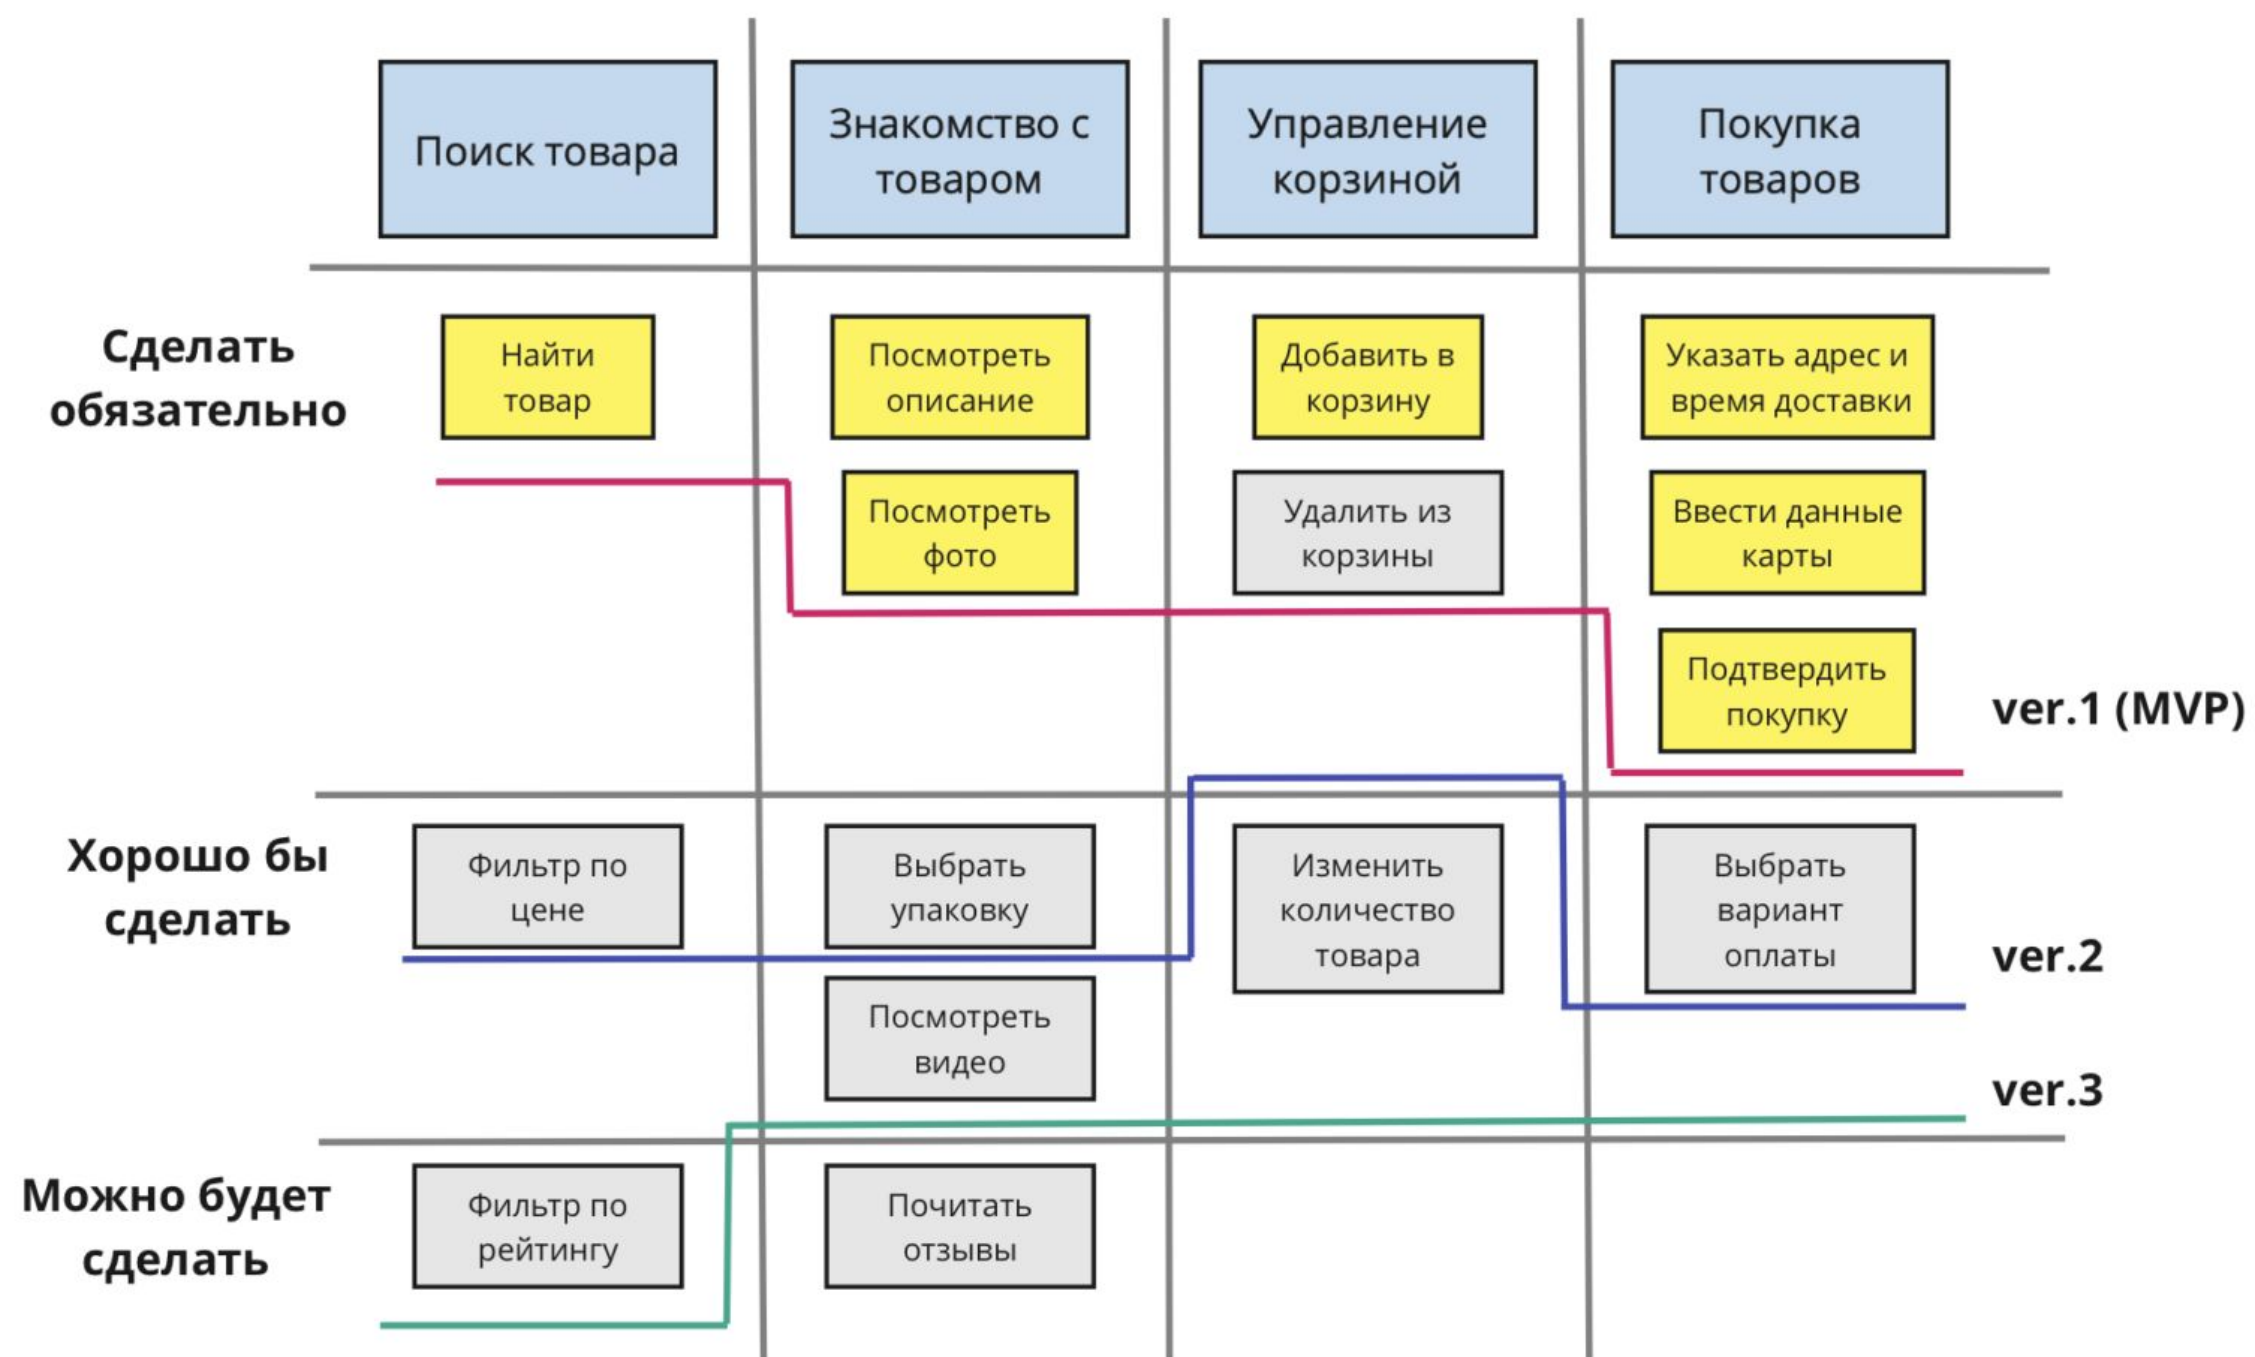 Поиск товара
Знакомство с
товаром
Управление
корзиной
Покупка
товаров
Сделать
обязательно
Найти
товар
Посмотреть
описание
Добавить в
корзину
Указать адрес и
время доставки
Посмотреть
фото
Удалить из
корзины
Ввести данные
карты
Подтвердить
покупку
ver.1 (MVP)
Хорошо бы
сделать
Фильтр по
цене
Выбрать
упаковку
Изменить
количество
товара
Выбрать
вариант
оплаты
ver.2
Посмотреть
видео
ver.3
Можно будет
сделать
Фильтр по
рейтингу
Почитать
отзывы